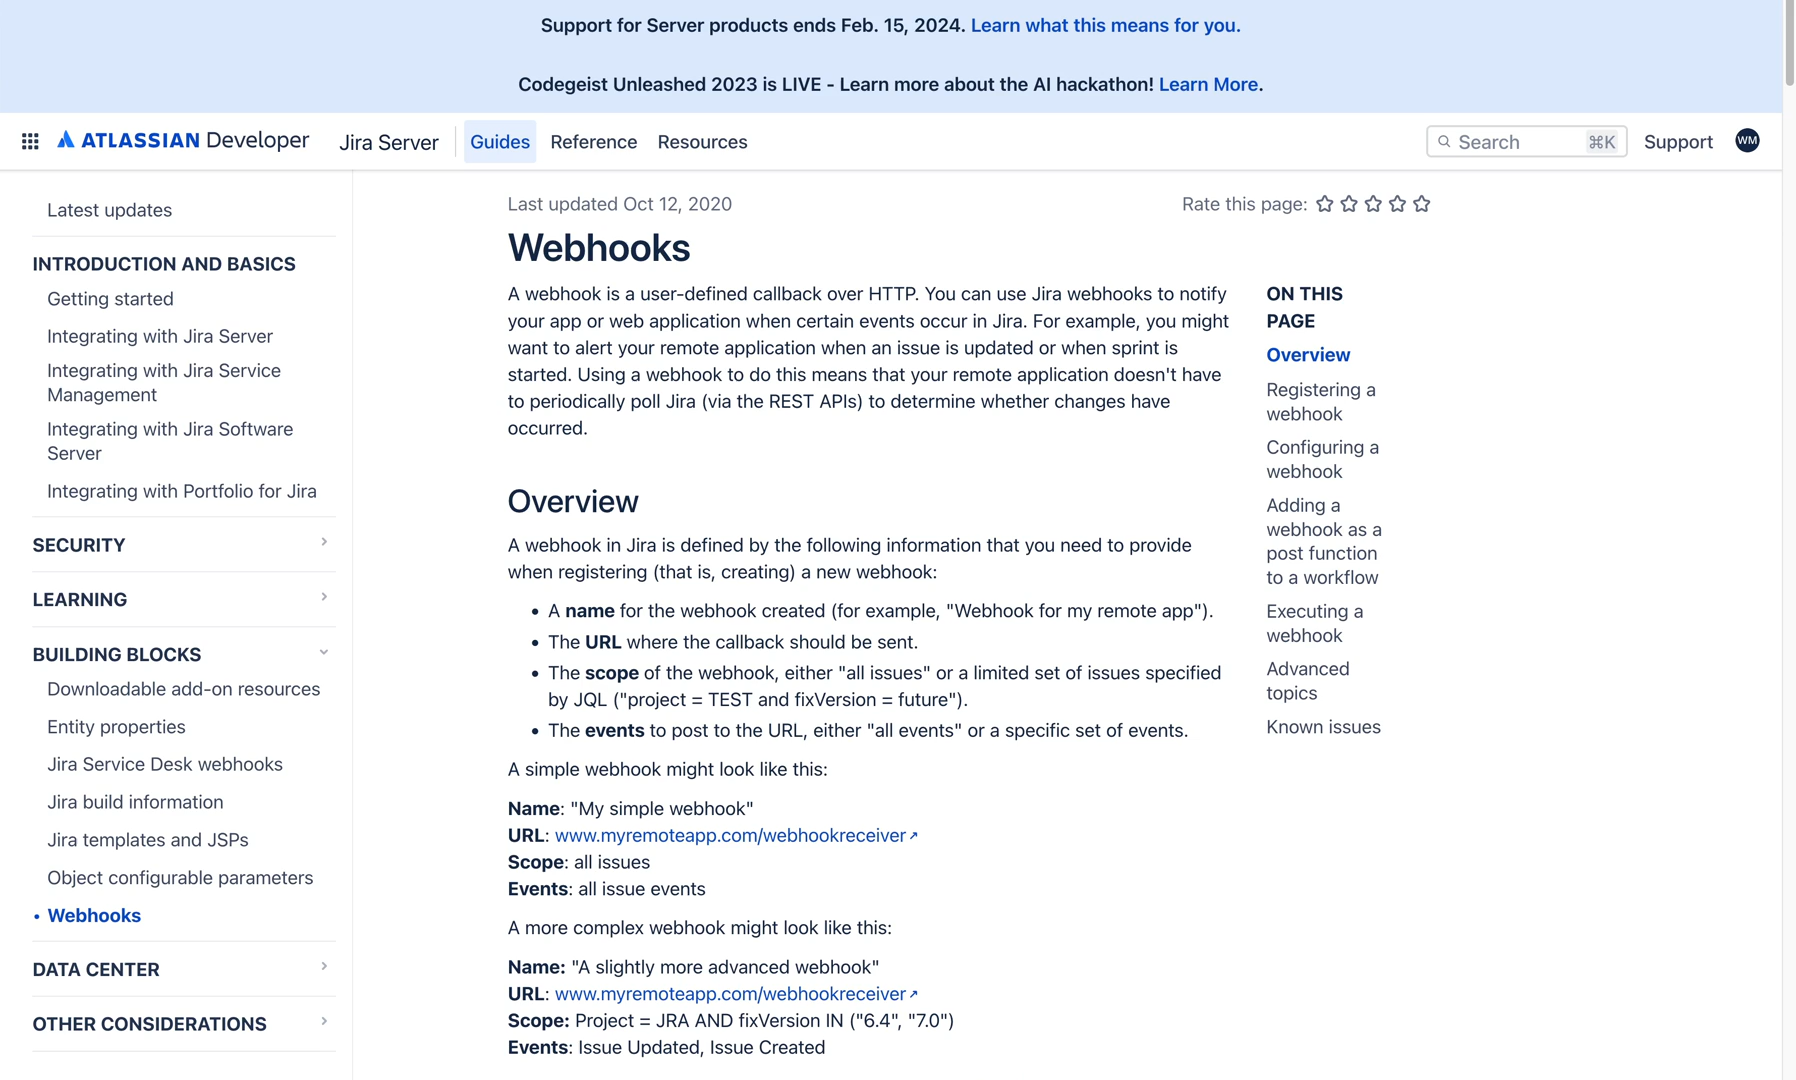 Support for Server products ends Feb. 15, 2024. Learn what this means for you.
Codegeist Unleashed 2023 is LIVE - Learn more about the AI hackathon! Learn More.
ATLASSIAN Developer
Jira Server
Guides
Reference
Resources
Search
⌘K
Support
WM
Latest updates
INTRODUCTION AND BASICS
Getting started
Integrating with Jira Server
Integrating with Jira Service
Management
Integrating with Jira Software
Server
Integrating with Portfolio for Jira
SECURITY
LEARNING
BUILDING BLOCKS
Downloadable add-on resources
Entity properties
Jira Service Desk webhooks
Jira build information
Jira templates and JSPs
Object configurable parameters
• Webhooks
DATA CENTER
OTHER CONSIDERATIONS
Last updated Oct 12, 2020
Rate this page:
Webhooks
A webhook is a user-defined callback over HTTP. You can use Jira webhooks to notify
your app or web application when certain events occur in Jira. For example, you might
want to alert your remote application when an issue is updated or when sprint is
started. Using a webhook to do this means that your remote application doesn't have
to periodically poll Jira (via the REST APIs) to determine whether changes have
occurred.
Overview
A webhook in Jira is defined by the following information that you need to provide
when registering (that is, creating) a new webhook:
• A name for the webhook created (for example, "Webhook for my remote app").
• The URL where the callback should be sent.
• The scope of the webhook, either "all issues" or a limited set of issues specified
by JQL ("project = TEST and fixVersion = future").
• The events to post to the URL, either "all events" or a specific set of events.
A simple webhook might look like this:
Name: "My simple webhook"
URL: www.myremoteapp.com/webhookreceiver
Scope: all issues
Events: all issue events
A more complex webhook might look like this:
Name: "A slightly more advanced webhook"
URL: www.myremoteapp.com/webhookreceiver
Scope: Project = JRA AND fixVersion IN ("6.4", "7.0")
Events: Issue Updated, Issue Created
ON THIS
PAGE
Overview
Registering a
webhook
Configuring a
webhook
Adding a
webhook as a
post function
to a workflow
Executing a
webhook
Advanced
topics
Known issues